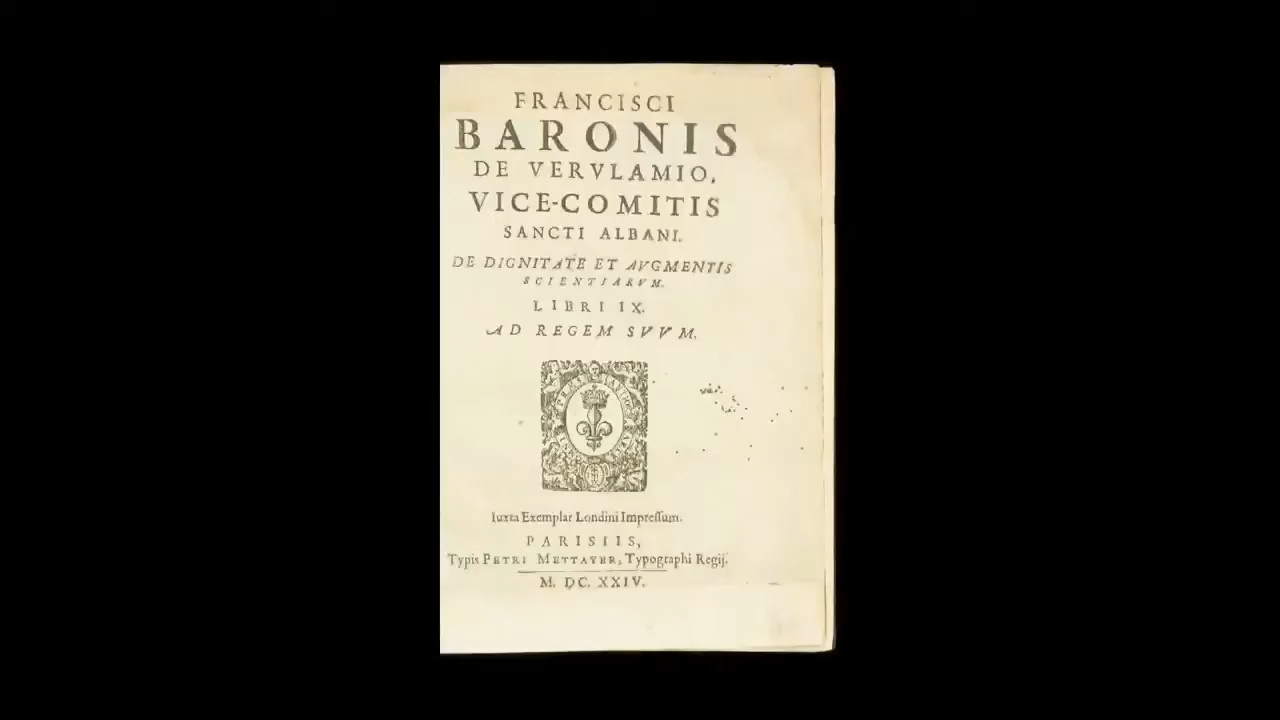 FRANCISCI
BARONIS
DE VERVLAMIO,
VICE-COMITIS
SANCTI ALBANI.
DE DIGNITATE ET AVGMENTIS
SCIENTIARVM.
LIBRI IX.
AD REGEM SVVM.
Iuxta Exemplar Londini Impreſſum.
PARISIIS,
Typis PETRI METTAYER, Typographi Regij.
M. DC. XXIV.